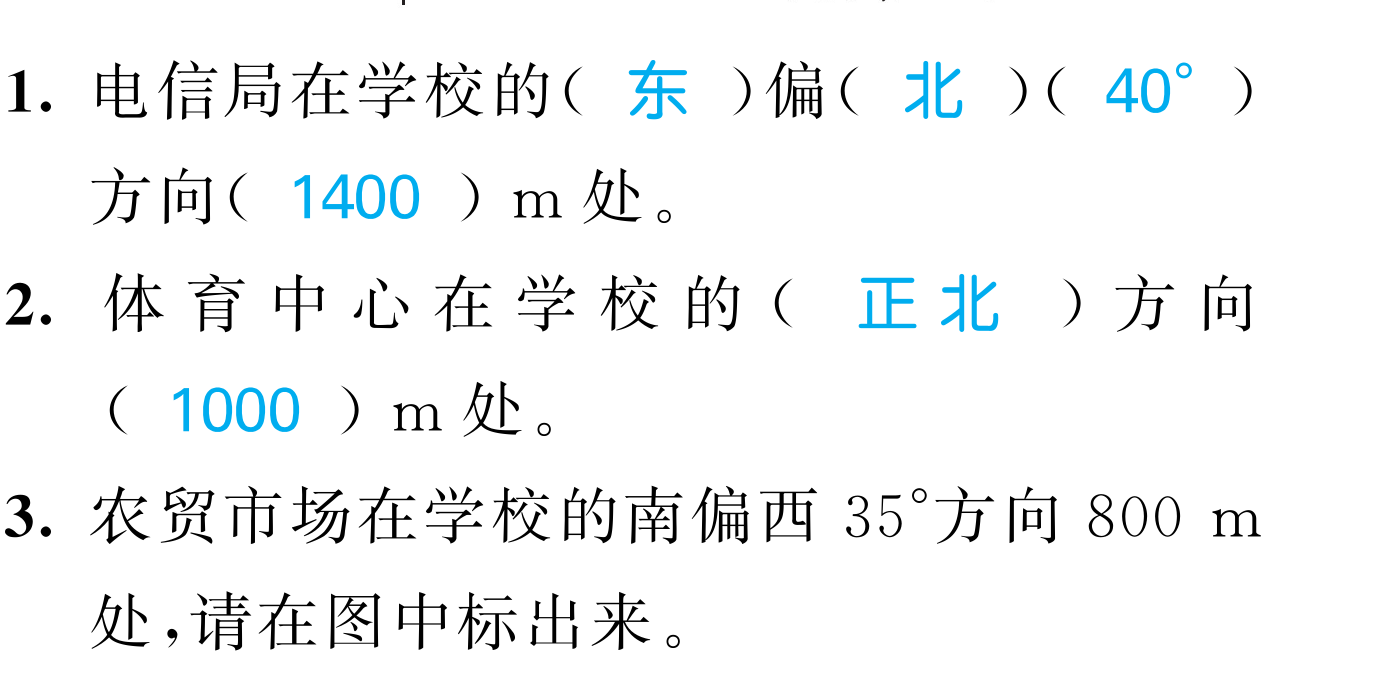 1. 电信局在学校的( 东 )偏( 北 )( 40° )
方向( 1400 ) m 处。
2. 体育中心在学校的( 正北 )方向
( 1000 ) m 处。
3. 农贸市场在学校的南偏西 35°方向 800 m
处,请在图中标出来。